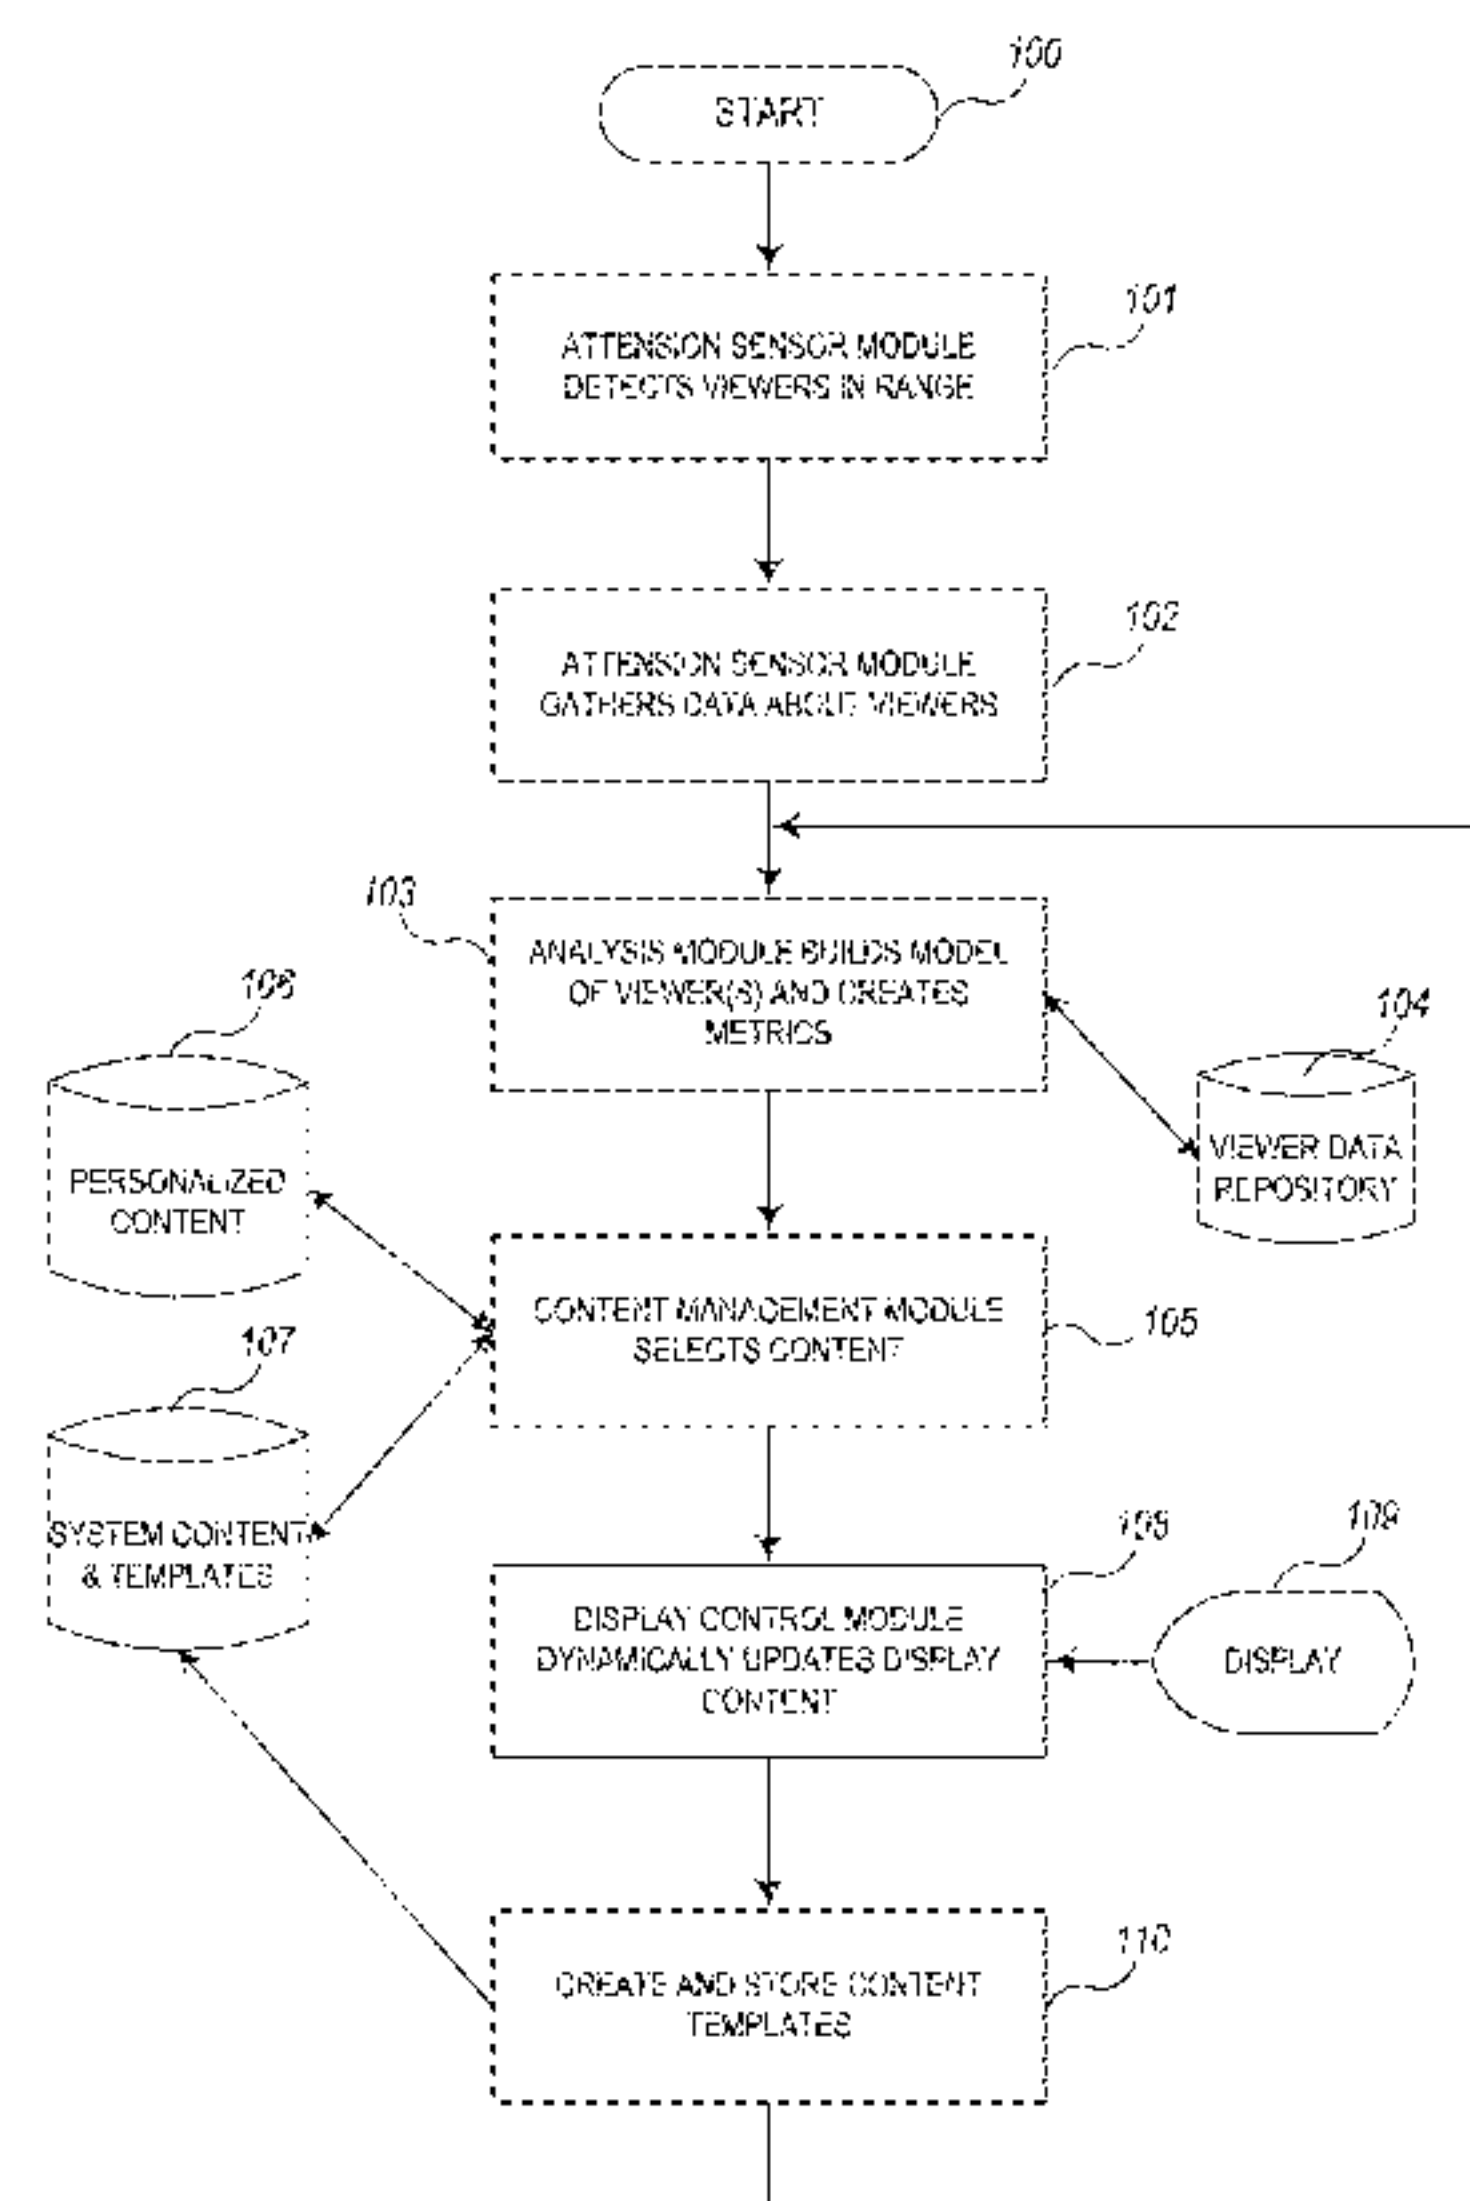 100
START
101
ATTENSION SENSOR MODULE
DETECTS VIEWERS IN RANGE
102
ATTENSION SENSOR MODULE
GATHERS DATA ABOUT VIEWERS
103
ANALYSIS MODULE BUILDS MODEL
OF VIEWER(S) AND CREATES
METRICS
104
VIEWER DATA
REPOSITORY
106
PERSONALIZED
CONTENT
105
CONTENT MANAGEMENT MODULE
SELECTS CONTENT
107
SYSTEM CONTENT
& TEMPLATES
108
DISPLAY CONTROL MODULE
DYNAMICALLY UPDATES DISPLAY
CONTENT
109
DISPLAY
110
CREATE AND STORE CONTENT
TEMPLATES